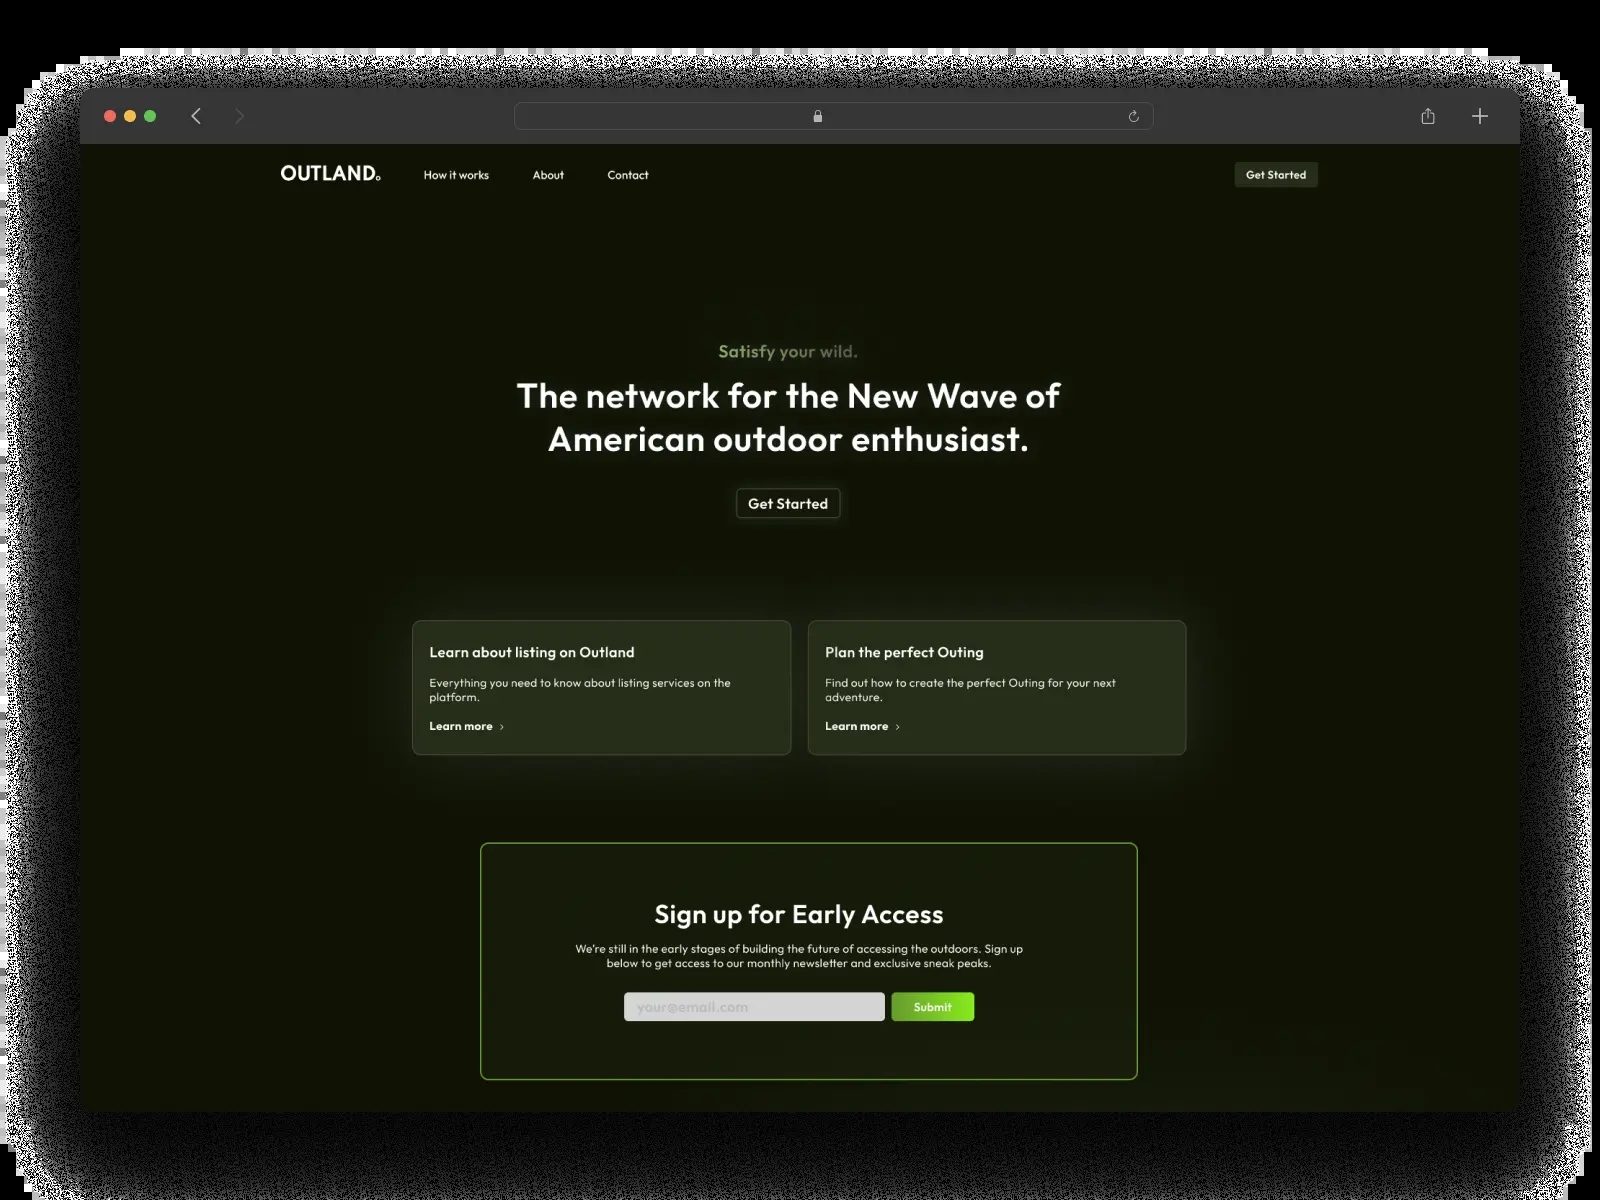 OUTLAND.
How it works
About
Contact
Get Started
Satisfy your wild.
The network for the New Wave of
American outdoor enthusiast.
Get Started
Learn about listing on Outland
Everything you need to know about listing services on the
platform.
Learn more ›
Plan the perfect Outing
Find out how to create the perfect Outing for your next
adventure.
Learn more ›
Sign up for Early Access
We're still in the early stages of building the future of accessing the outdoors. Sign up
below to get access to our monthly newsletter and exclusive sneak peaks.
your@email.com
Submit